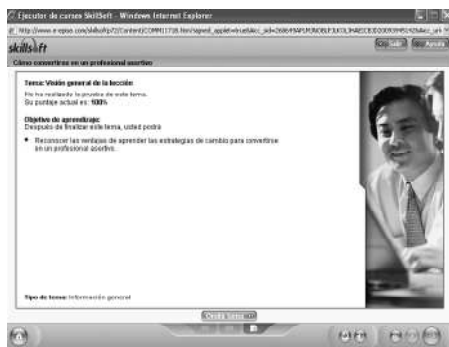 Ejecutor de cursos SkillSoft - Windows Internet Explorer
skillsoft
Salir
Ayuda
Cómo convertirse en un profesional asertivo
Tema: Visión general de la lección
No ha realizado la prueba de este tema.
Su puntaje actual es: 100%
Objetivo de aprendizaje:
Después de finalizar este tema, usted podrá
• Reconocer las ventajas de aprender las estrategias de cambio para convertirse
en un profesional asertivo.
Tipo de tema: Información general